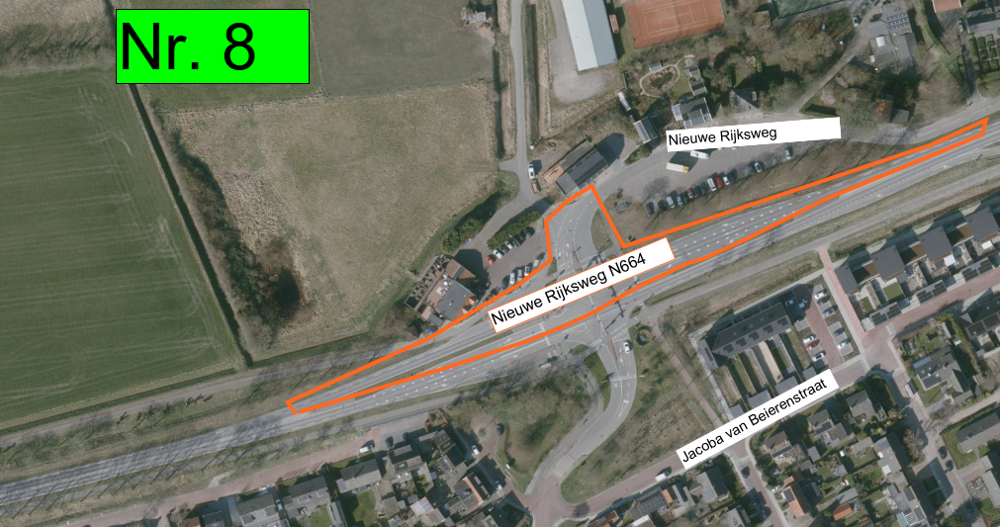 Nr. 8
Nieuwe Rijksweg
Nieuwe Rijksweg N664
Jacoba van Beierenstraat